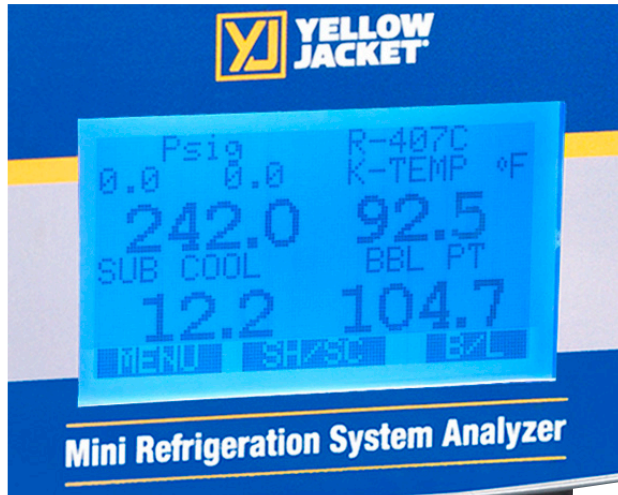 YJ YELLOW
JACKET
Psig R-407C
0.0 0.0 K-TEMP °F
242.0 92.5
SUB COOL BBL PT
12.2 104.7
MENU SH/SC B/L
Mini Refrigeration System Analyzer